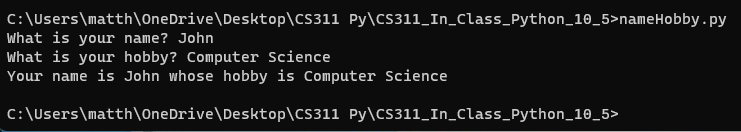 C:\Users\matth\OneDrive\Desktop\CS311 Py\CS311_In_Class_Python_10_5>nameHobby.py
What is your name? John
What is your hobby? Computer Science
Your name is John whose hobby is Computer Science
C:\Users\matth\OneDrive\Desktop\CS311 Py\CS311_In_Class_Python_10_5>